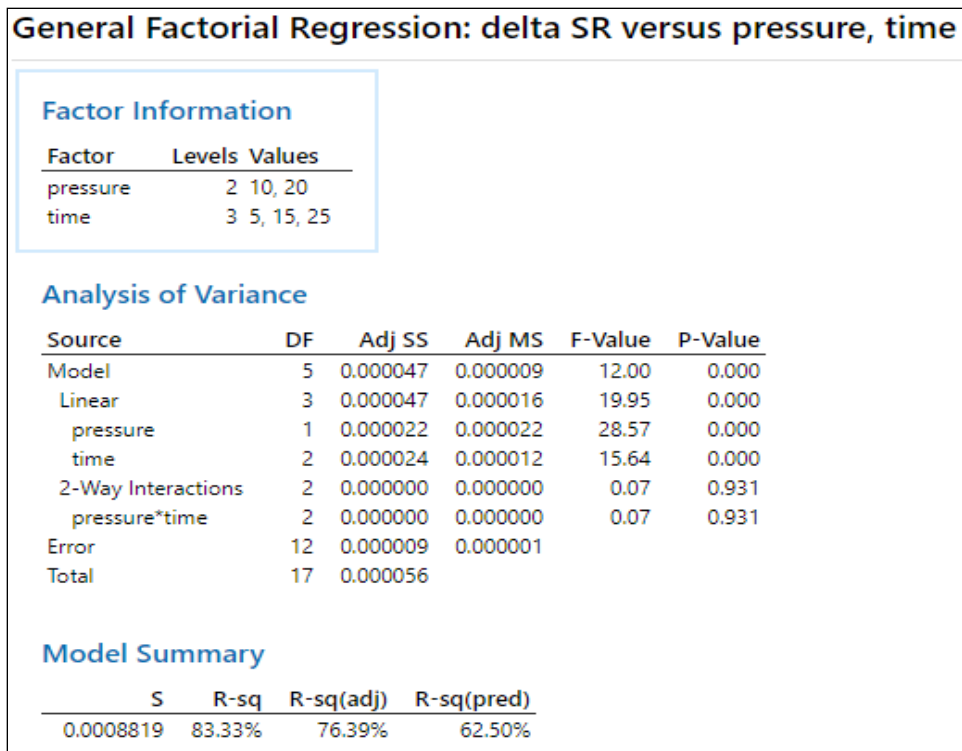 General Factorial Regression: delta SR versus pressure, time
Factor Information
Factor Levels Values
pressure 2 10, 20
time 3 5, 15, 25
Analysis of Variance
Source DF Adj SS Adj MS F-Value P-Value
Model 5 0.000047 0.000009 12.00 0.000
Linear 3 0.000047 0.000016 19.95 0.000
pressure 1 0.000022 0.000022 28.57 0.000
time 2 0.000024 0.000012 15.64 0.000
2-Way Interactions 2 0.000000 0.000000 0.07 0.931
pressure*time 2 0.000000 0.000000 0.07 0.931
Error 12 0.000009 0.000001
Total 17 0.000056
Model Summary
S R-sq R-sq(adj) R-sq(pred)
0.0008819 83.33% 76.39% 62.50%